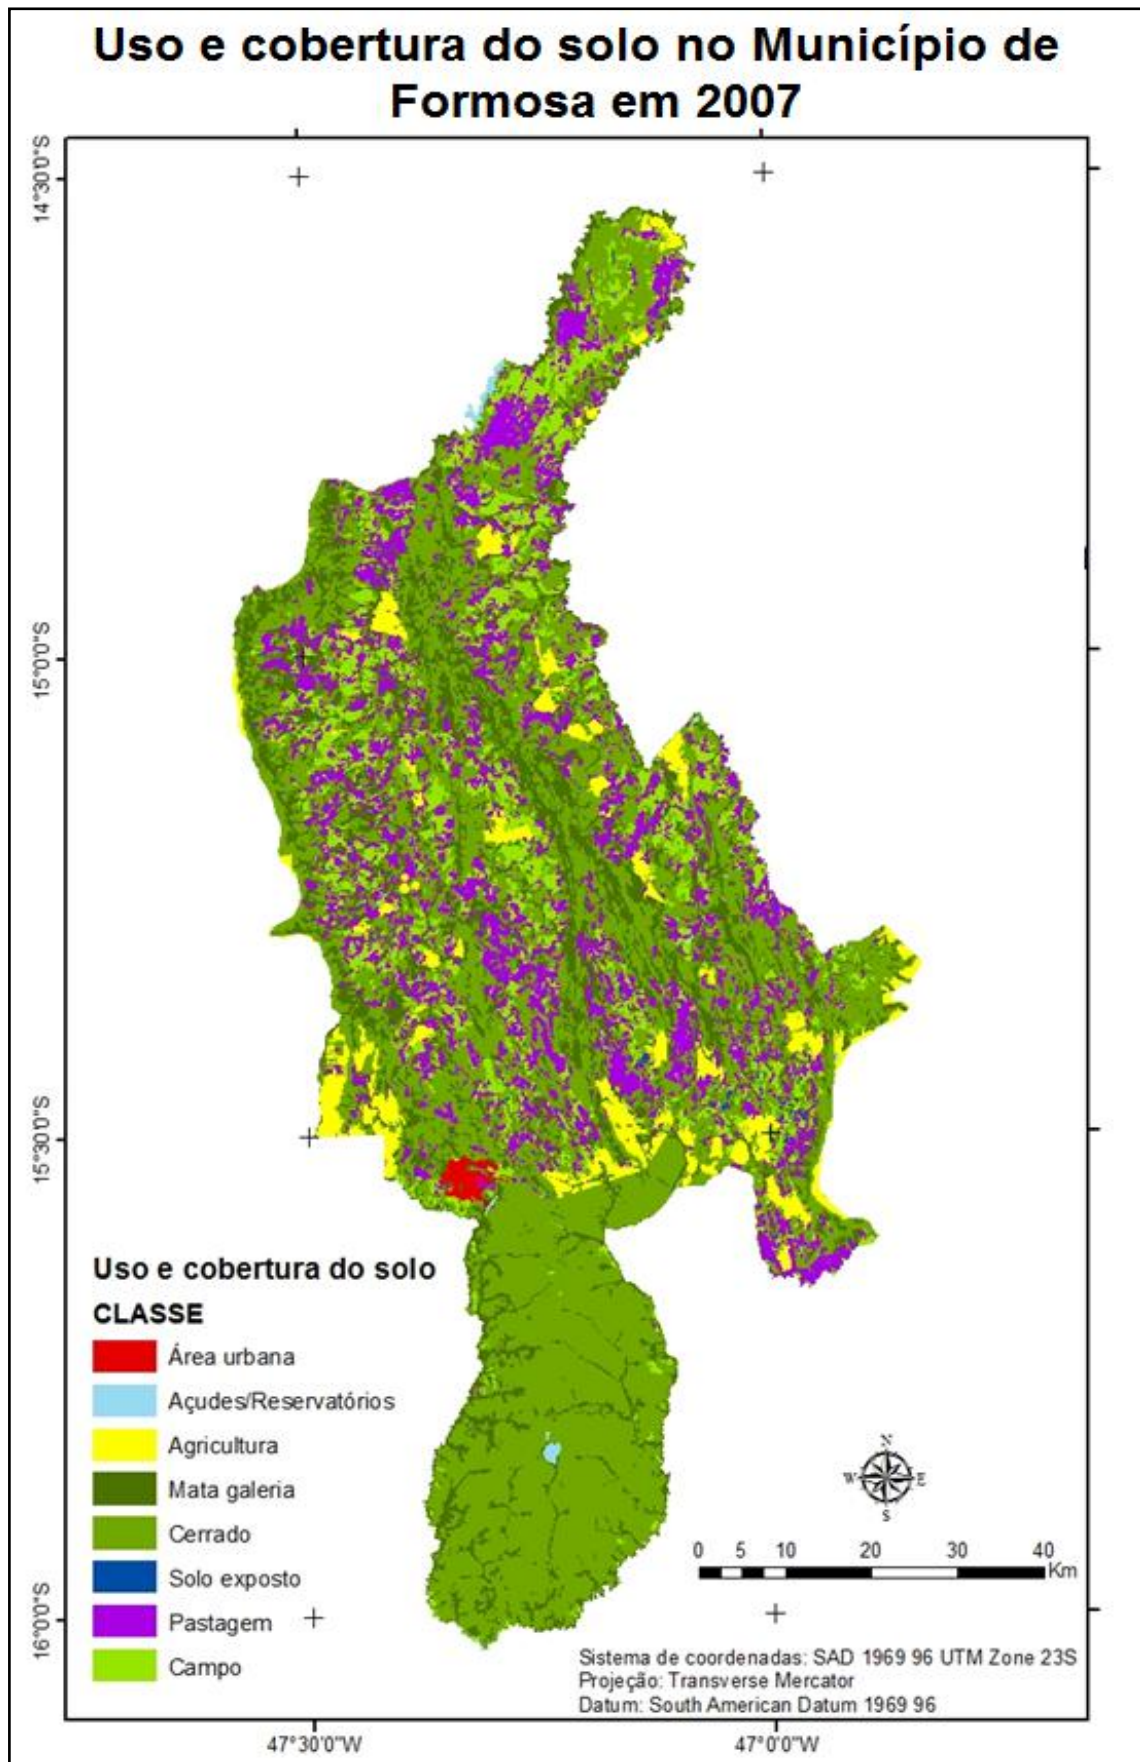 Uso e cobertura do solo no Município de
Formosa em 2007
14°30'0"S
15°0'0"S
15°30'0"S
16°0'0"S
Uso e cobertura do solo
CLASSE
Área urbana
Açudes/Reservatórios
Agricultura
Mata galeria
Cerrado
Solo exposto
Pastagem
Campo
N
W E
S
0 5 10 20 30 40
Km
Sistema de coordenadas: SAD 1969 96 UTM Zone 23S
Projeção: Transverse Mercator
Datum: South American Datum 1969 96
47°30'0"W 47°0'0"W